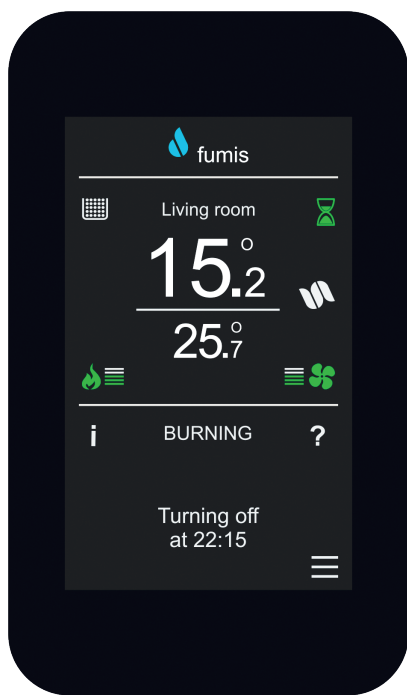 fumis
Living room
15.2°
25.7°
i BURNING ?
Turning off
at 22:15